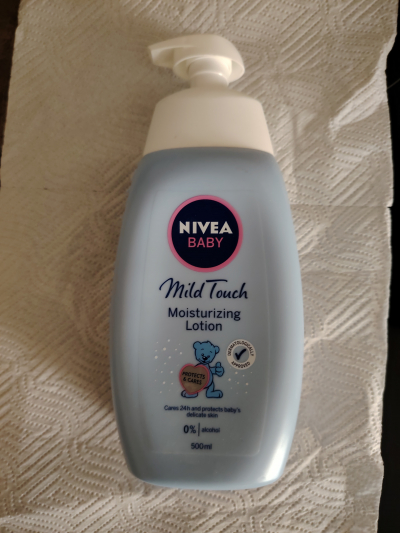 NIVEA
BABY
Mild Touch
Moisturizing
Lotion
DERMATOLOGICALLY
APPROVED
PROTECTS
& CARES
Cares 24h and protects baby's
delicate skin
0% | alcohol
500ml